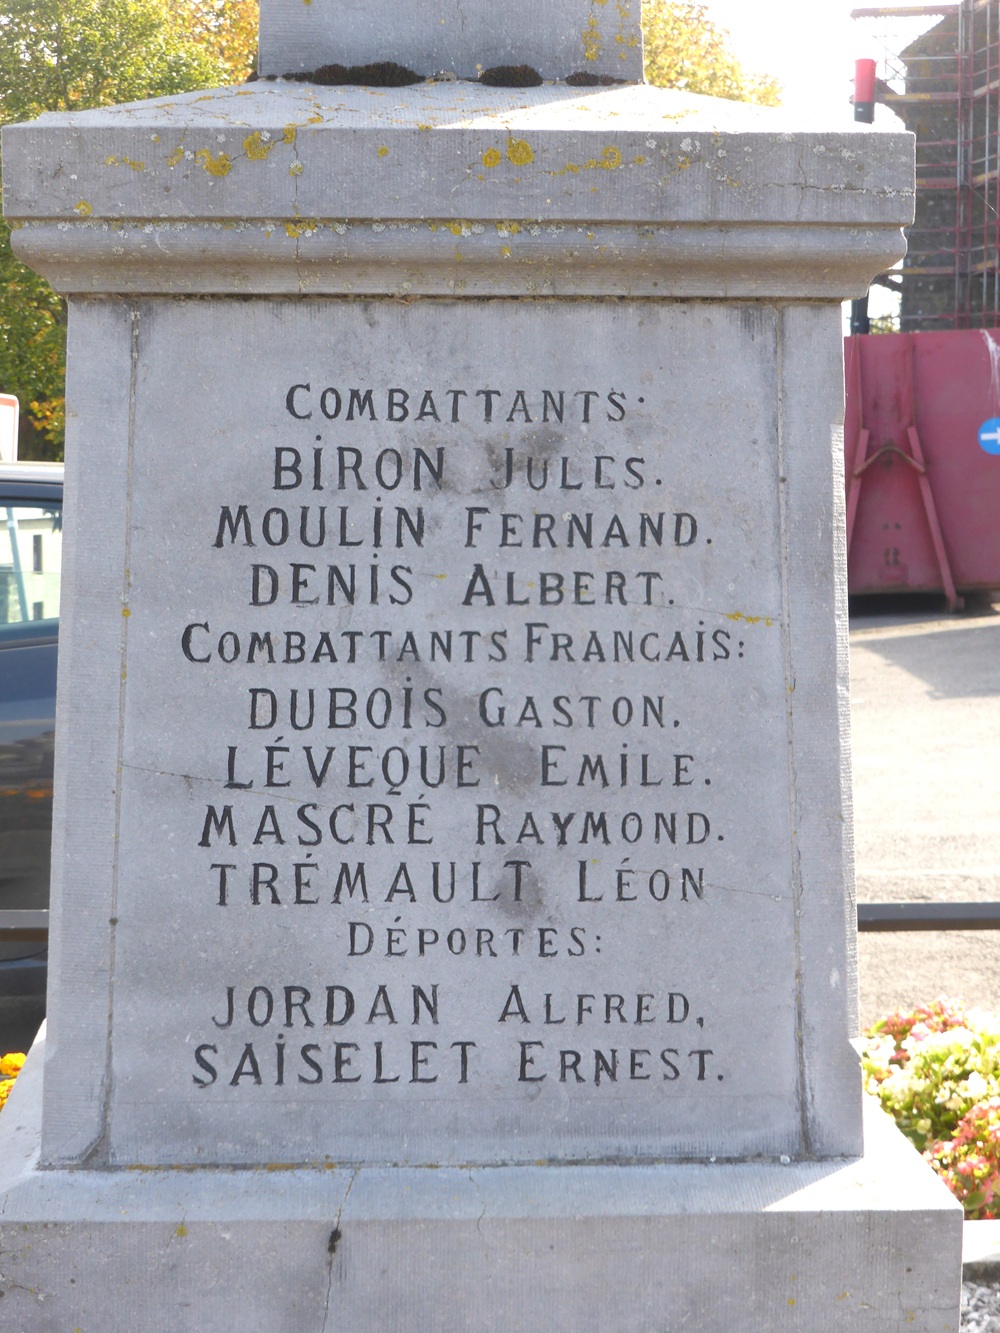 COMBATTANTS·
BiRON JULES.
MOULiN FERNAND.
DENiS ALBERT.
COMBATTANTS FRANCAiS:
DUBOiS GASTON.
LÉVEQUE EMiLE.
MASCRÉ RAYMOND.
TRÉMAULT LÉON
DÉPORTES:
JORDAN ALFRED,
SAiSELET ERNEST.